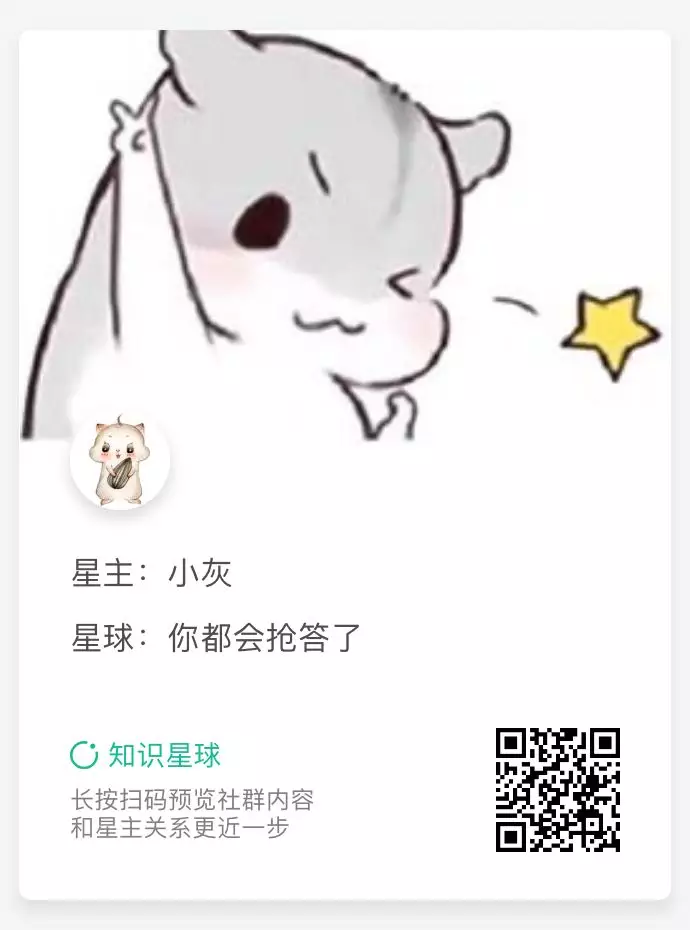 星主：小灰
星球：你都会抢答了
知识星球
长按扫码预览社群内容
和星主关系更近一步